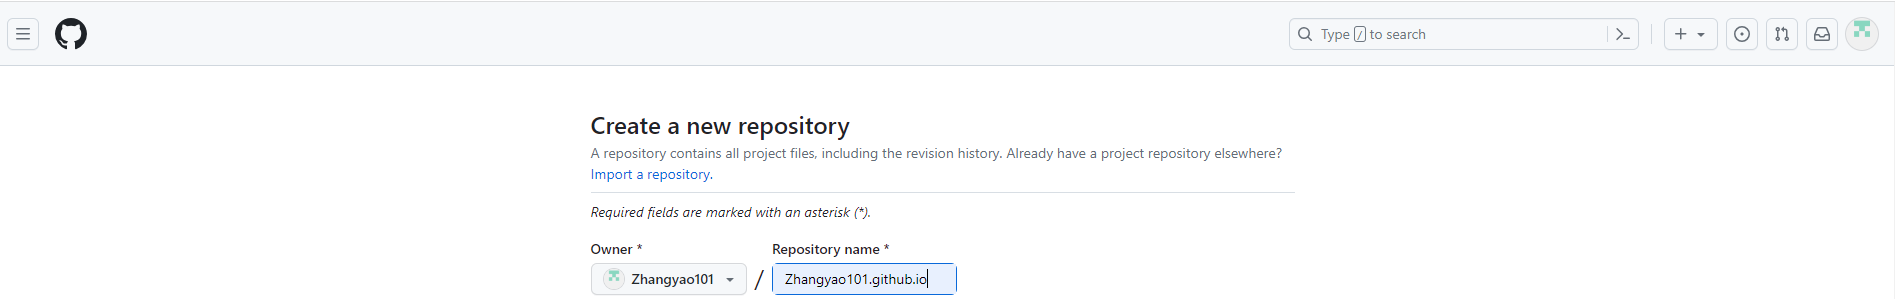 Type / to search
Create a new repository
A repository contains all project files, including the revision history. Already have a project repository elsewhere?
Import a repository.
Required fields are marked with an asterisk (*).
Owner *
Repository name *
Zhangyao101
/
Zhangyao101.github.io